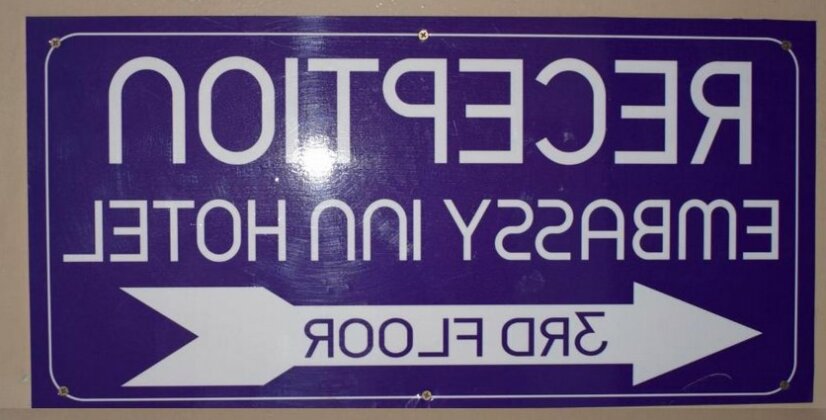 RECEPTION
EMBASSY INN HOTEL
3RD FLOOR